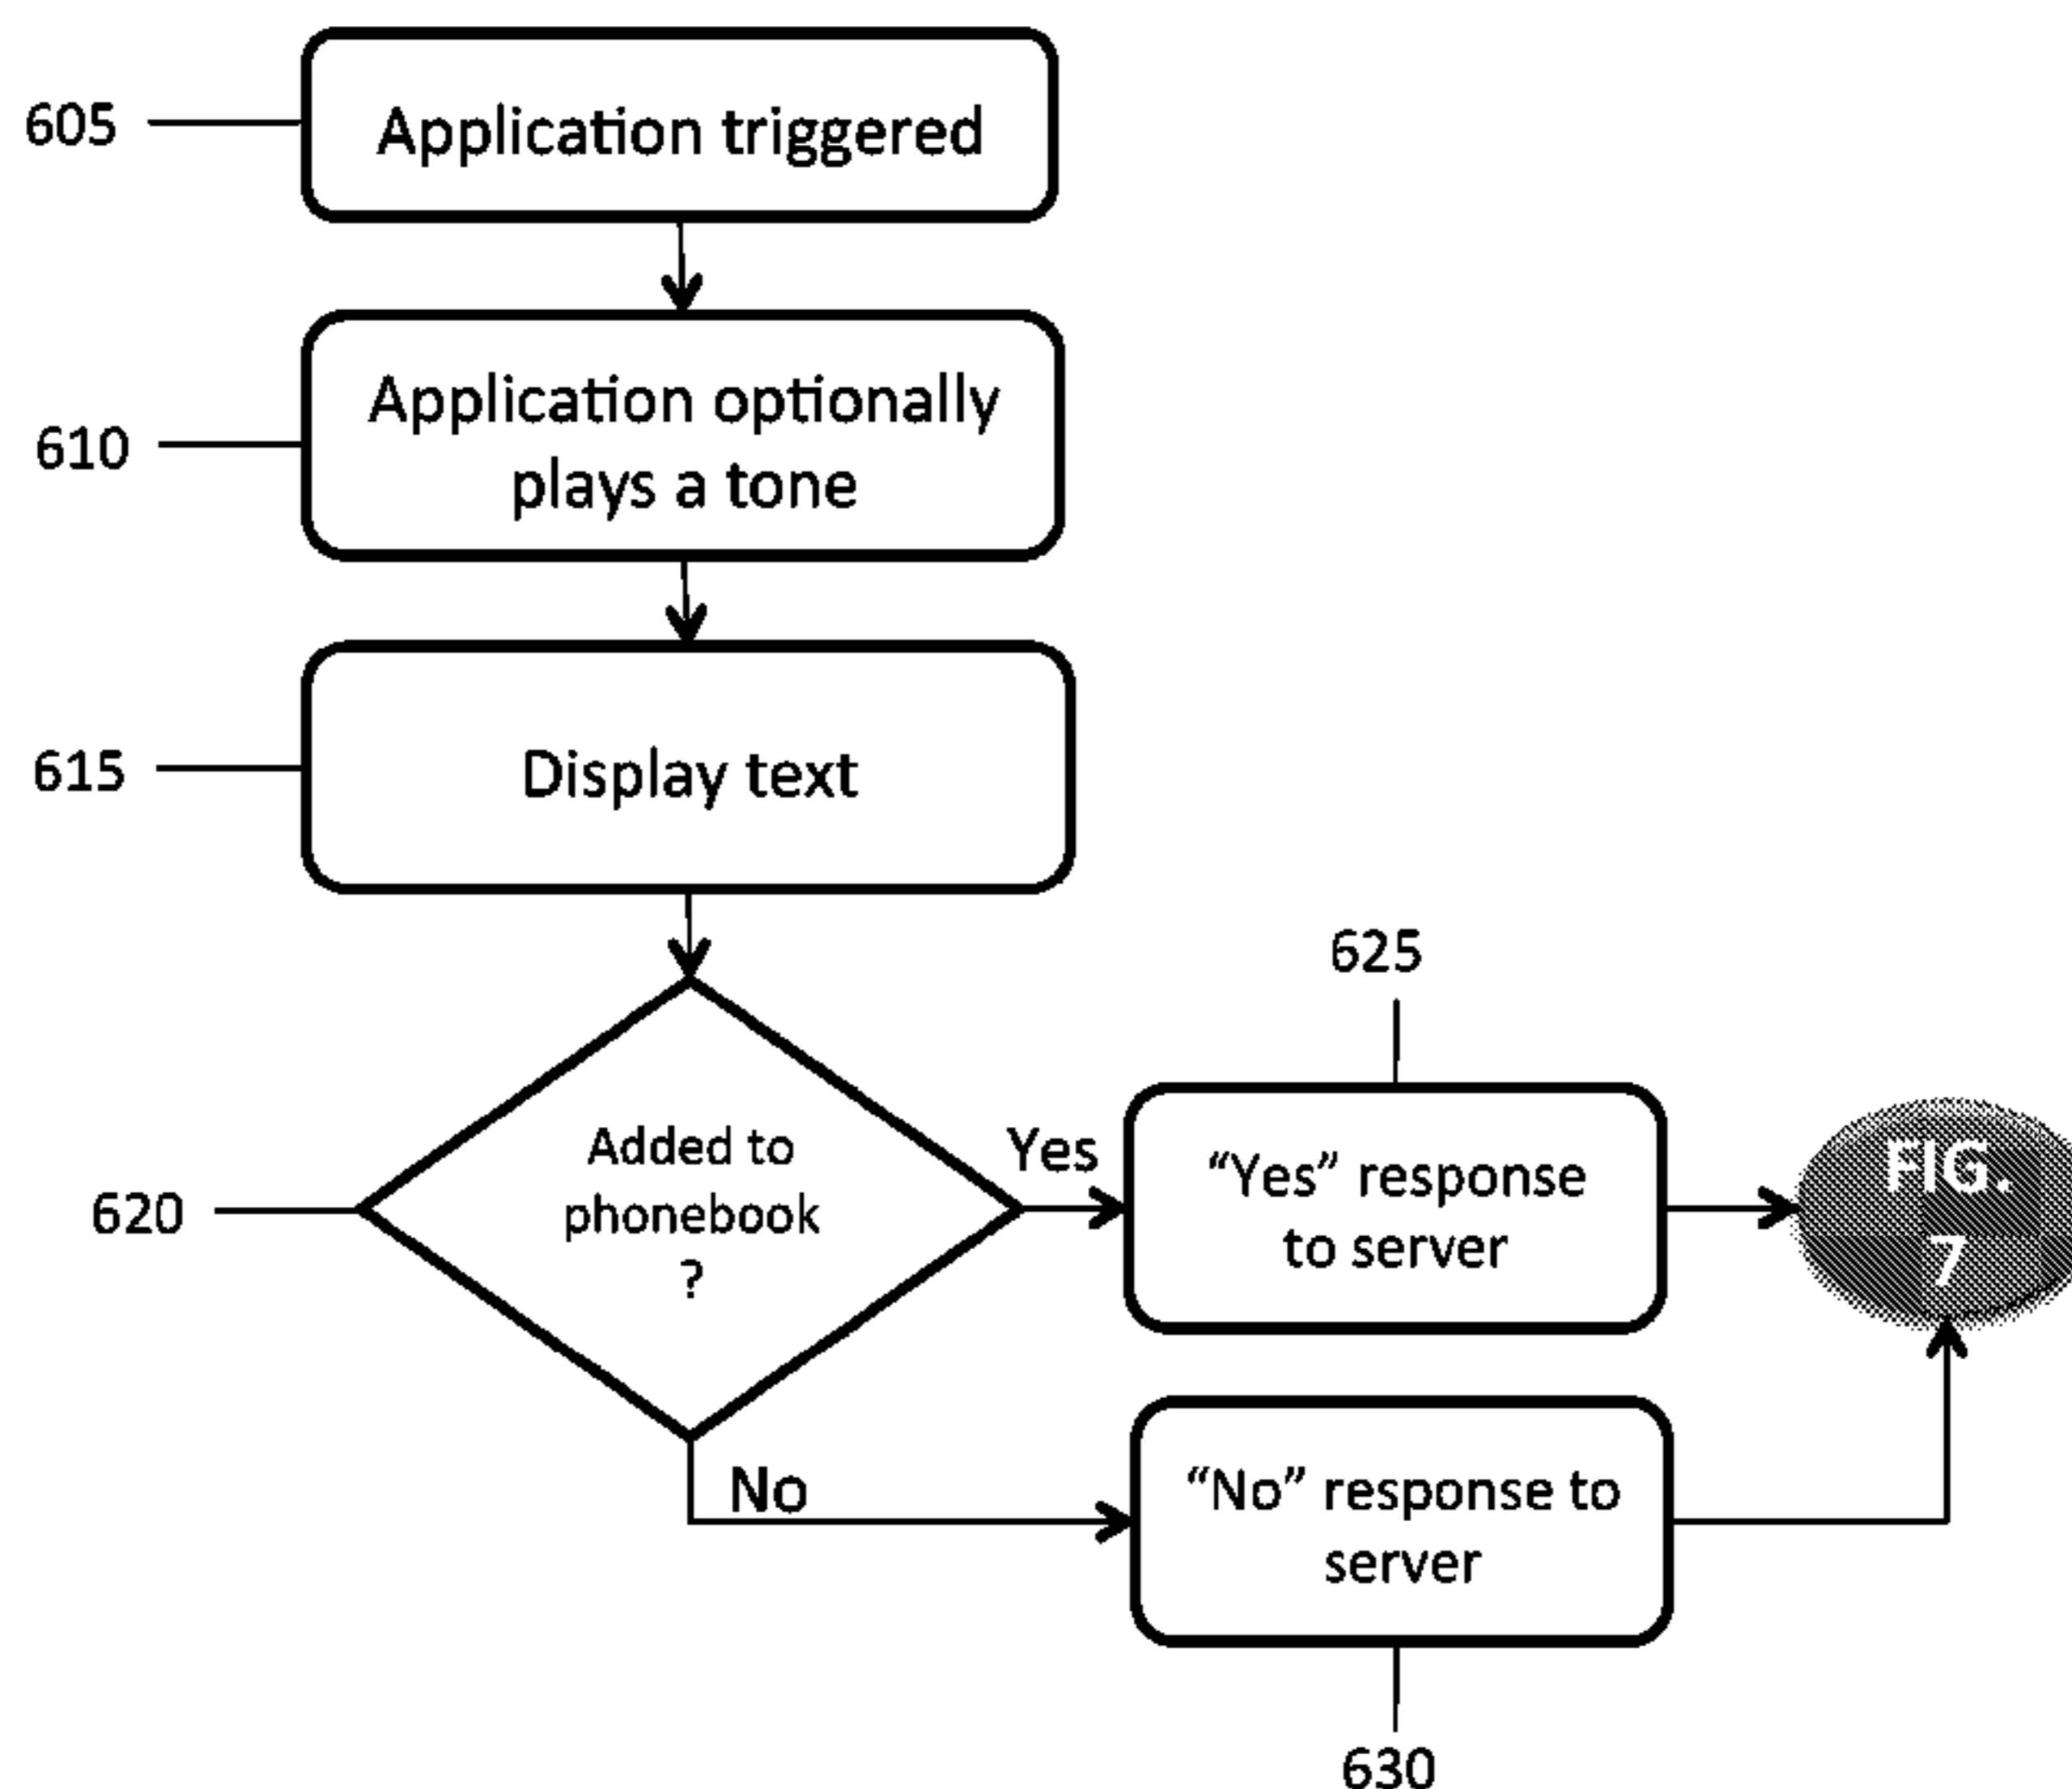 605
Application triggered
610
Application optionally
plays a tone
615
Display text
620
Added to
phonebook
?
Yes
625
“Yes” response
to server
FIG.
7
No
“No” response to
server
630